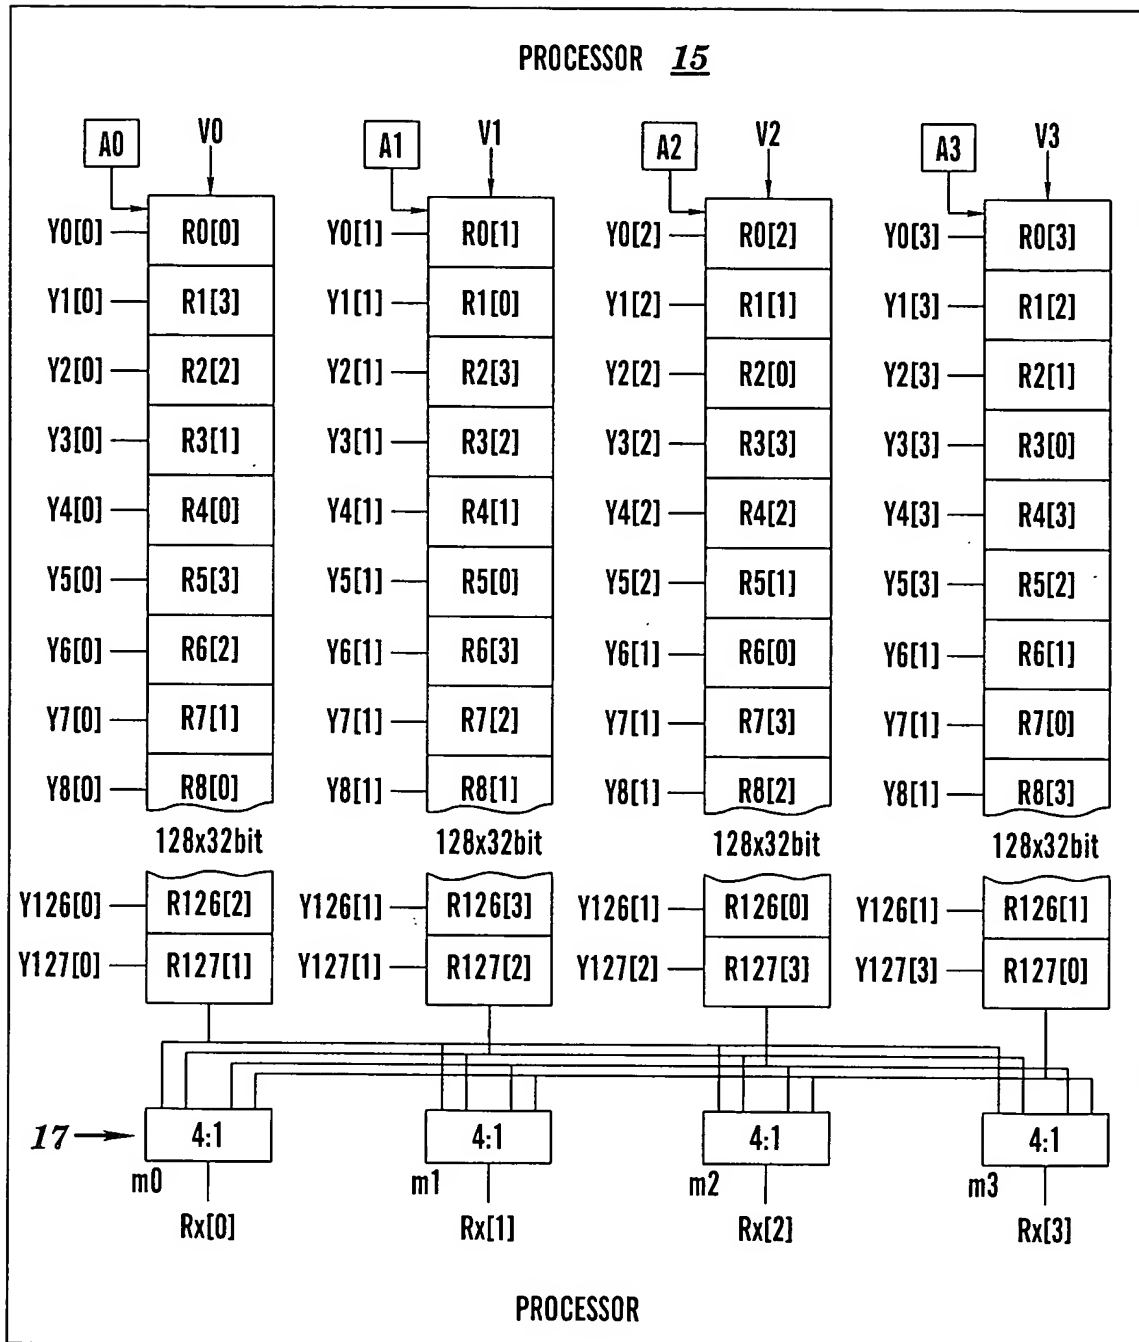 PROCESSOR 15
A0 V0 A1 V1 A2 V2 A3 V3
Y0[0] R0[0] Y0[1] R0[1] Y0[2] R0[2] Y0[3] R0[3]
Y1[0] R1[3] Y1[1] R1[0] Y1[2] R1[1] Y1[3] R1[2]
Y2[0] R2[2] Y2[1] R2[3] Y2[2] R2[0] Y2[3] R2[1]
Y3[0] R3[1] Y3[1] R3[2] Y3[2] R3[3] Y3[3] R3[0]
Y4[0] R4[0] Y4[1] R4[1] Y4[2] R4[2] Y4[3] R4[3]
Y5[0] R5[3] Y5[1] R5[0] Y5[2] R5[1] Y5[3] R5[2]
Y6[0] R6[2] Y6[1] R6[3] Y6[1] R6[0] Y6[1] R6[1]
Y7[0] R7[1] Y7[1] R7[2] Y7[1] R7[3] Y7[1] R7[0]
Y8[0] R8[0] Y8[1] R8[1] Y8[1] R8[2] Y8[1] R8[3]
128x32bit 128x32bit 128x32bit 128x32bit
Y126[0] R126[2] Y126[1] R126[3] Y126[1] R126[0] Y126[1] R126[1]
Y127[0] R127[1] Y127[1] R127[2] Y127[2] R127[3] Y127[3] R127[0]
17 4:1 4:1 4:1 4:1
m0 m1 m2 m3
Rx[0] Rx[1] Rx[2] Rx[3]
PROCESSOR